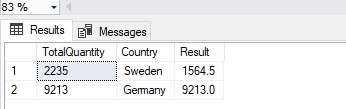 83 %
Results Messages
TotalQuantity Country Result
1 2235 Sweden 1564.5
2 9213 Germany 9213.0